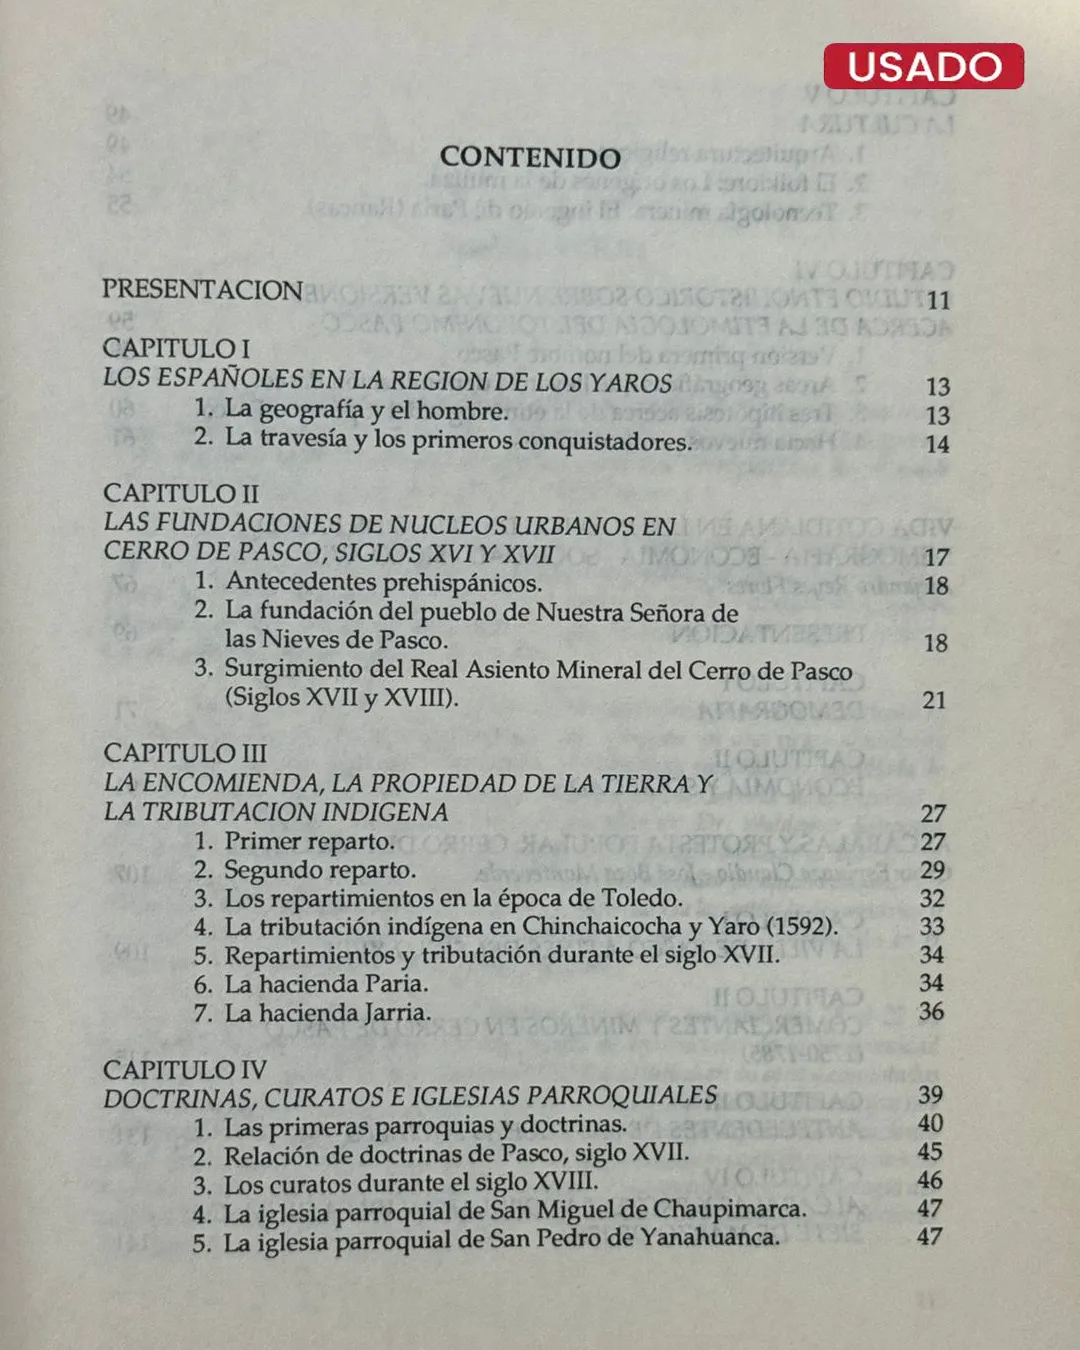 USADO
CONTENIDO
PRESENTACION 11
CAPITULO I
LOS ESPAÑOLES EN LA REGION DE LOS YAROS 13
1. La geografía y el hombre. 13
2. La travesía y los primeros conquistadores. 14
CAPITULO II
LAS FUNDACIONES DE NUCLEOS URBANOS EN
CERRO DE PASCO, SIGLOS XVI Y XVII 17
1. Antecedentes prehispánicos. 18
2. La fundación del pueblo de Nuestra Señora de
las Nieves de Pasco. 18
3. Surgimiento del Real Asiento Mineral del Cerro de Pasco
(Siglos XVII y XVIII). 21
CAPITULO III
LA ENCOMIENDA, LA PROPIEDAD DE LA TIERRA Y
LA TRIBUTACION INDIGENA 27
1. Primer reparto. 27
2. Segundo reparto. 29
3. Los repartimientos en la época de Toledo. 32
4. La tributación indígena en Chinchaicocha y Yaro (1592). 33
5. Repartimientos y tributación durante el siglo XVII. 34
6. La hacienda Paria. 34
7. La hacienda Jarria. 36
CAPITULO IV
DOCTRINAS, CURATOS E IGLESIAS PARROQUIALES 39
1. Las primeras parroquias y doctrinas. 40
2. Relación de doctrinas de Pasco, siglo XVII. 45
3. Los curatos durante el siglo XVIII. 46
4. La iglesia parroquial de San Miguel de Chaupimarca. 47
5. La iglesia parroquial de San Pedro de Yanahuanca. 47